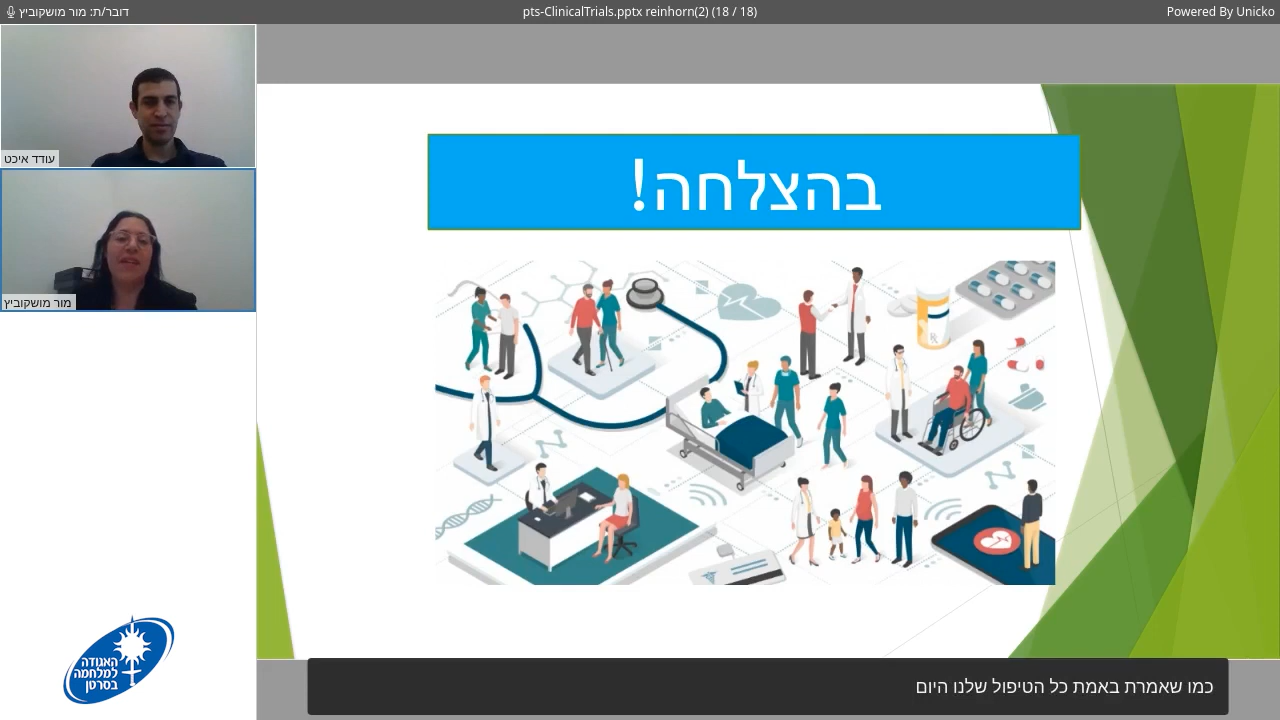 דובר/ת: מור מושקוביץ
pts-ClinicalTrials.pptx reinhorn(2) (18 / 18)
Powered By Unicko
עודד איכט
מור מושקוביץ
בהצלחה!
האגודה
למלחמה
בסרטן
כמו שאמרת באמת כל הטיפול שלנו היום